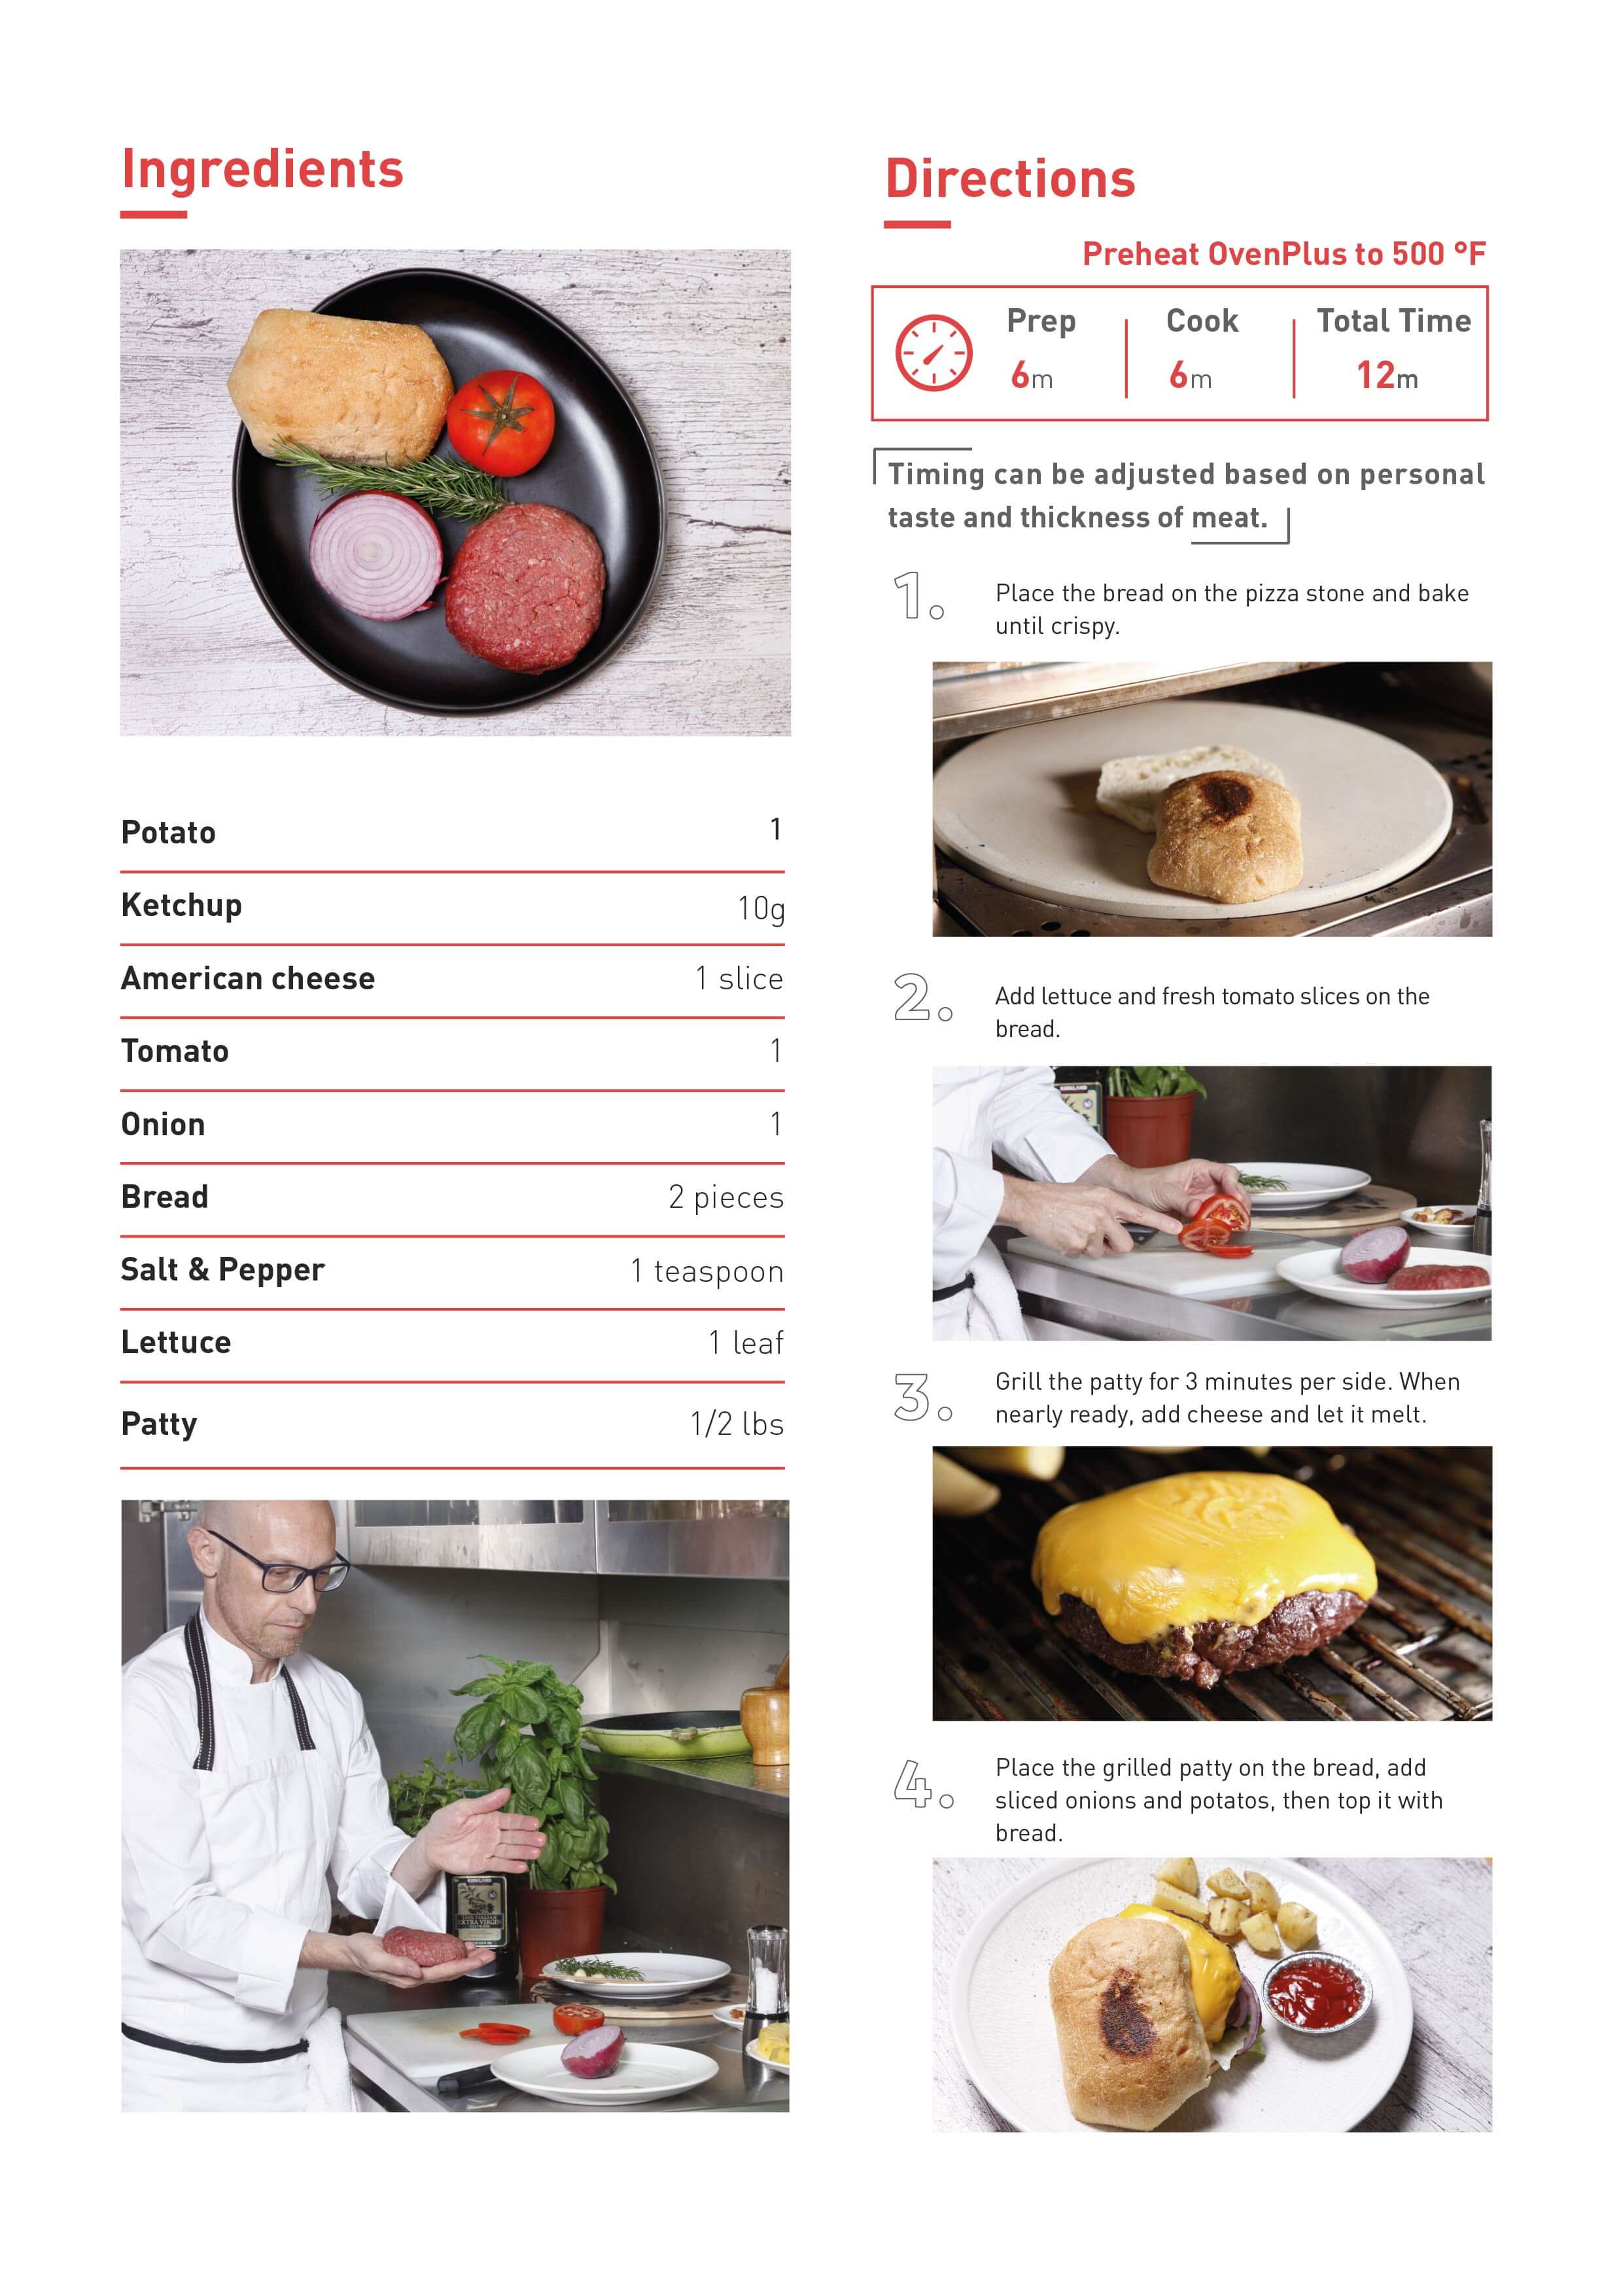 Ingredients
Potato 1
Ketchup 10g
American cheese 1 slice
Tomato 1
Onion 1
Bread 2 pieces
Salt & Pepper 1 teaspoon
Lettuce 1 leaf
Patty 1/2 lbs
KIRKLAND
EXTRA VIRGIN
Directions
Preheat OvenPlus to 500 °F
Prep Cook Total Time
6m 6m 12m
Timing can be adjusted based on personal
taste and thickness of meat.
1. Place the bread on the pizza stone and bake
until crispy.
2. Add lettuce and fresh tomato slices on the
bread.
KIRKLAND
3. Grill the patty for 3 minutes per side. When
nearly ready, add cheese and let it melt.
4. Place the grilled patty on the bread, add
sliced onions and potatos, then top it with
bread.